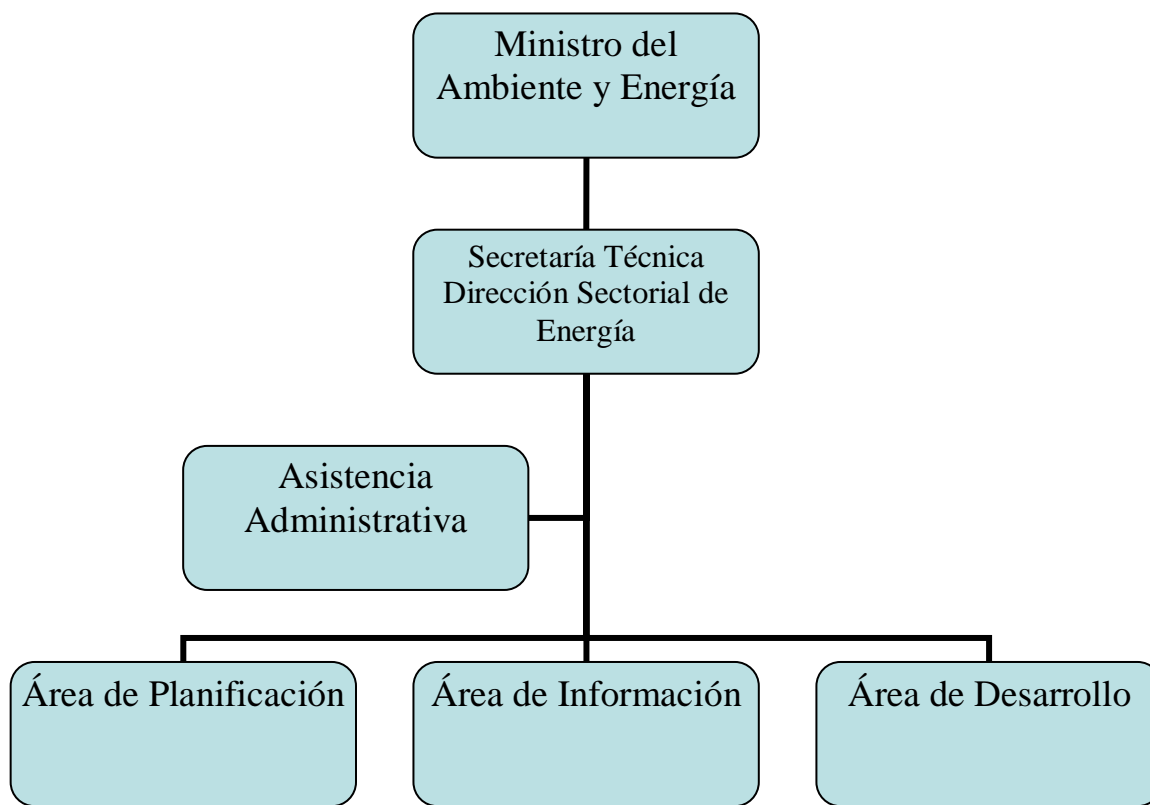 Ministro del
Ambiente y Energía
Secretaría Técnica
Dirección Sectorial de
Energía
Asistencia
Administrativa
Área de Planificación
Área de Información
Área de Desarrollo